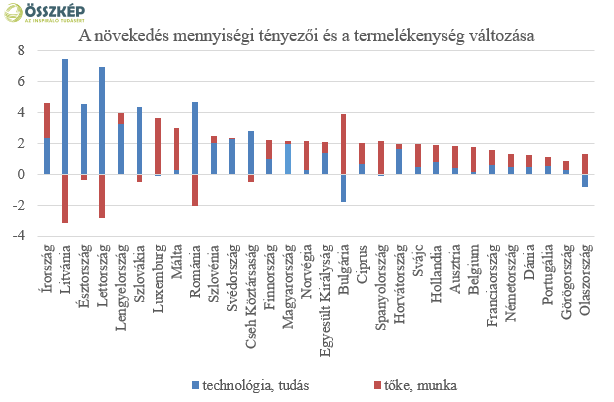 ÖSSZKÉP
AZ INSPIRÁLÓ TUDÁSÉRT
A növekedés mennyiségi tényezői és a termelékenység változása
8
6
4
2
0
-2
-4
Írország
Litvánia
Észtország
Lettország
Lengyelország
Szlovákia
Luxemburg
Málta
Románia
Szlovénia
Svédország
Cseh Köztársaság
Finnország
Magyarország
Norvégia
Egyesült Királyság
Bulgária
Ciprus
Spanyolország
Horvátország
Svájc
Hollandia
Ausztria
Belgium
Franciaország
Németország
Dánia
Portugália
Görögország
Olaszország
technológia, tudás
tőke, munka